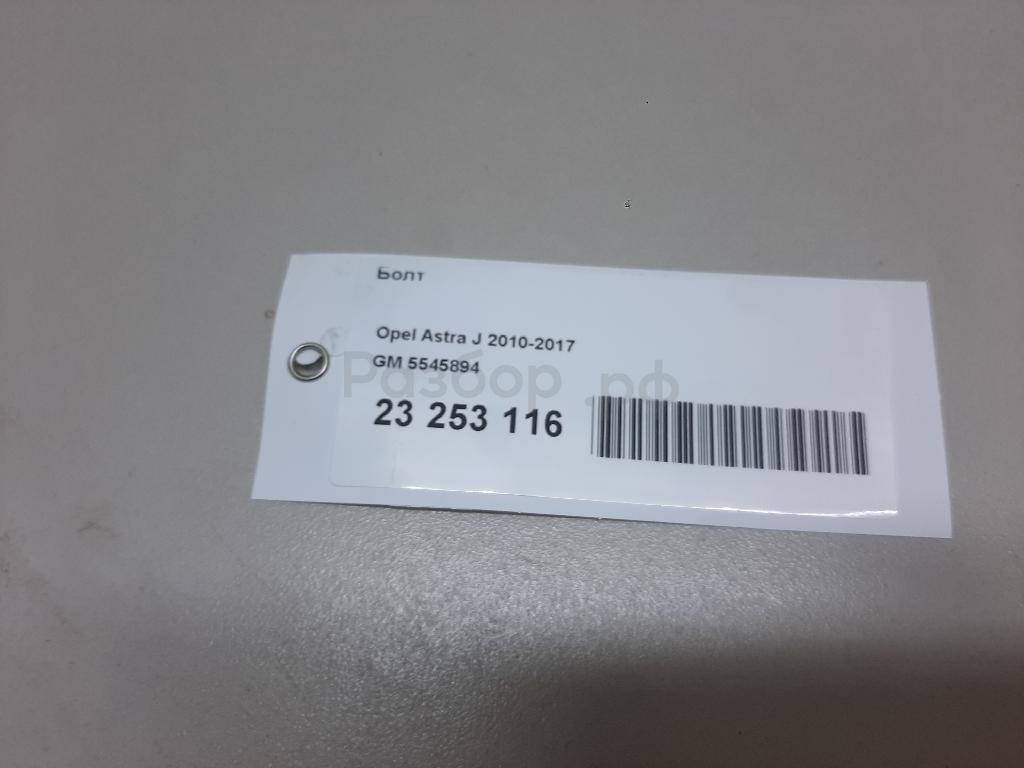 Болт
Opel Astra J 2010-2017
GM 5545894
Разбор.рф
23 253 116